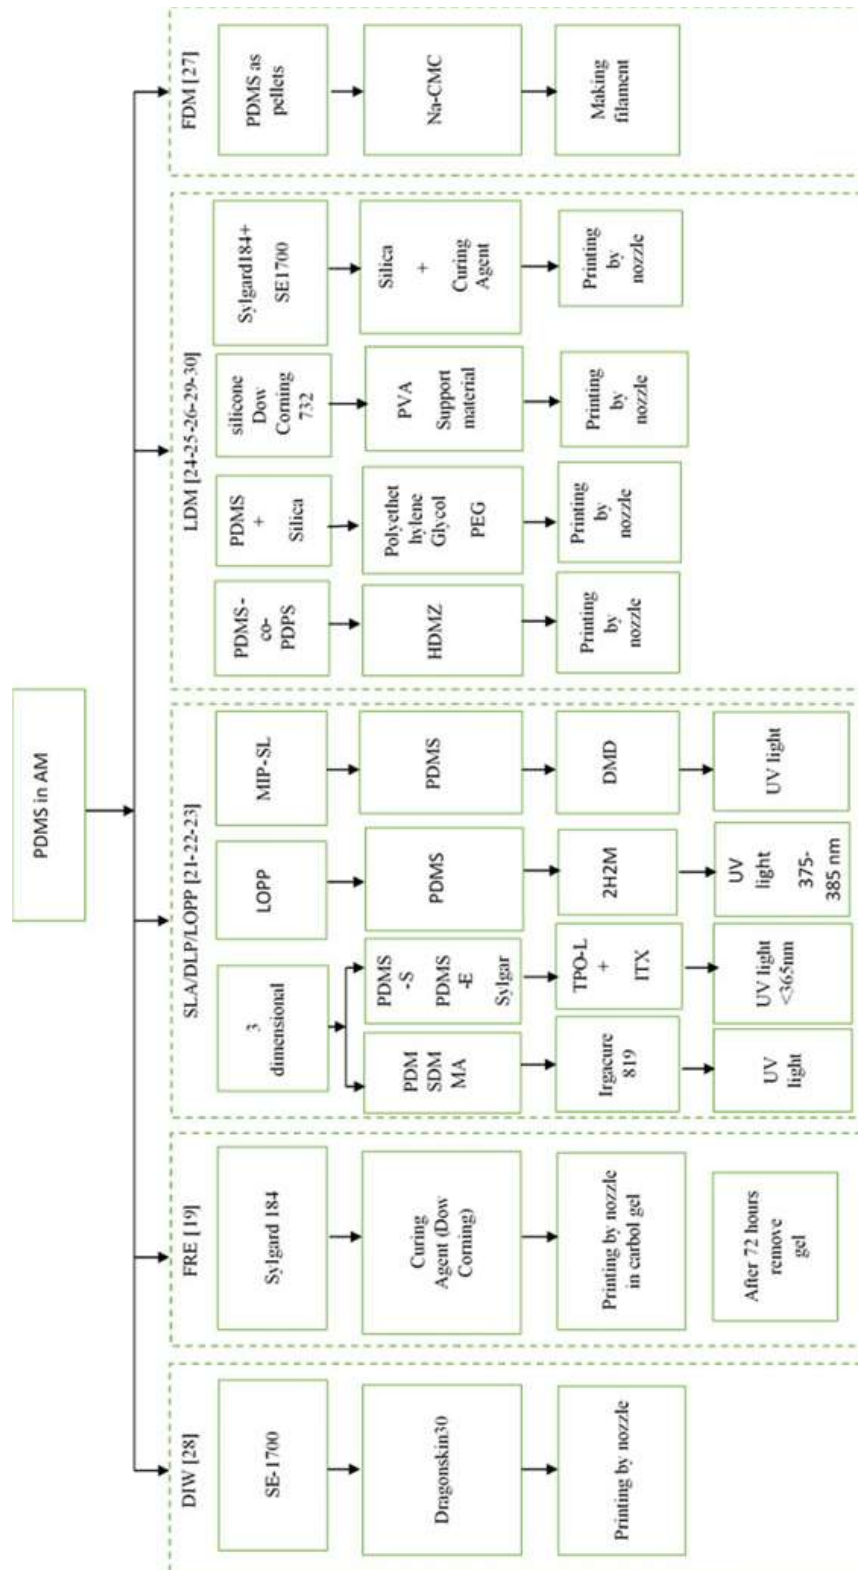 PDMS in AM
DIW [28]
SE-1700
Dragonskin30
Printing by nozzle
FRE [19]
Sylgard 184
Curing
Agent (Dow
Corning)
Printing by nozzle
in carbol gel
After 72 hours
remove
gel
SLA/DLP/LOPP [21-22-23]
3
dimensional
PDM
SDM
MA
Irgacure
819
UV
light
PDMS
-S
PDMS
-E
Sylgar
TPO-L
+
ITX
UV light
<365nm
LOPP
PDMS
2H2M
UV
light
375-
385 nm
MIP-SL
PDMS
DMD
UV light
LDM [24-25-26-29-30]
PDMS-
co-
PDPS
HDMZ
Printing
by
nozzle
PDMS
+
Silica
Polyethet
hylene
Glycol
PEG
Printing
by
nozzle
silicone
Dow
Corning
732
PVA
Support
material
Printing
by
nozzle
Sylgard184+
SE1700
Silica
+
Curing
Agent
Printing
by
nozzle
FDM [27]
PDMS as
pellets
Na-CMC
Making
filament